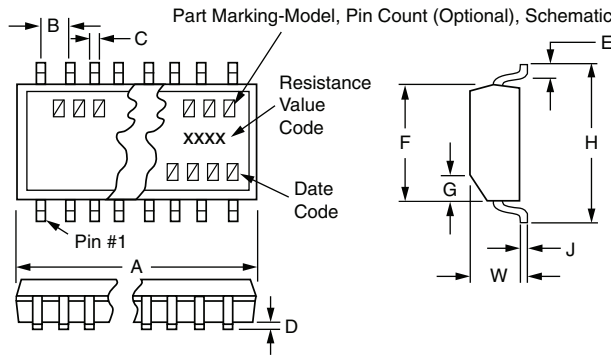 Part Marking-Model, Pin Count (Optional), Schematic
B
C
E
Resistance
Value
Code
XXXX
F
H
G
Date
Code
Pin #1
J
A
W
D